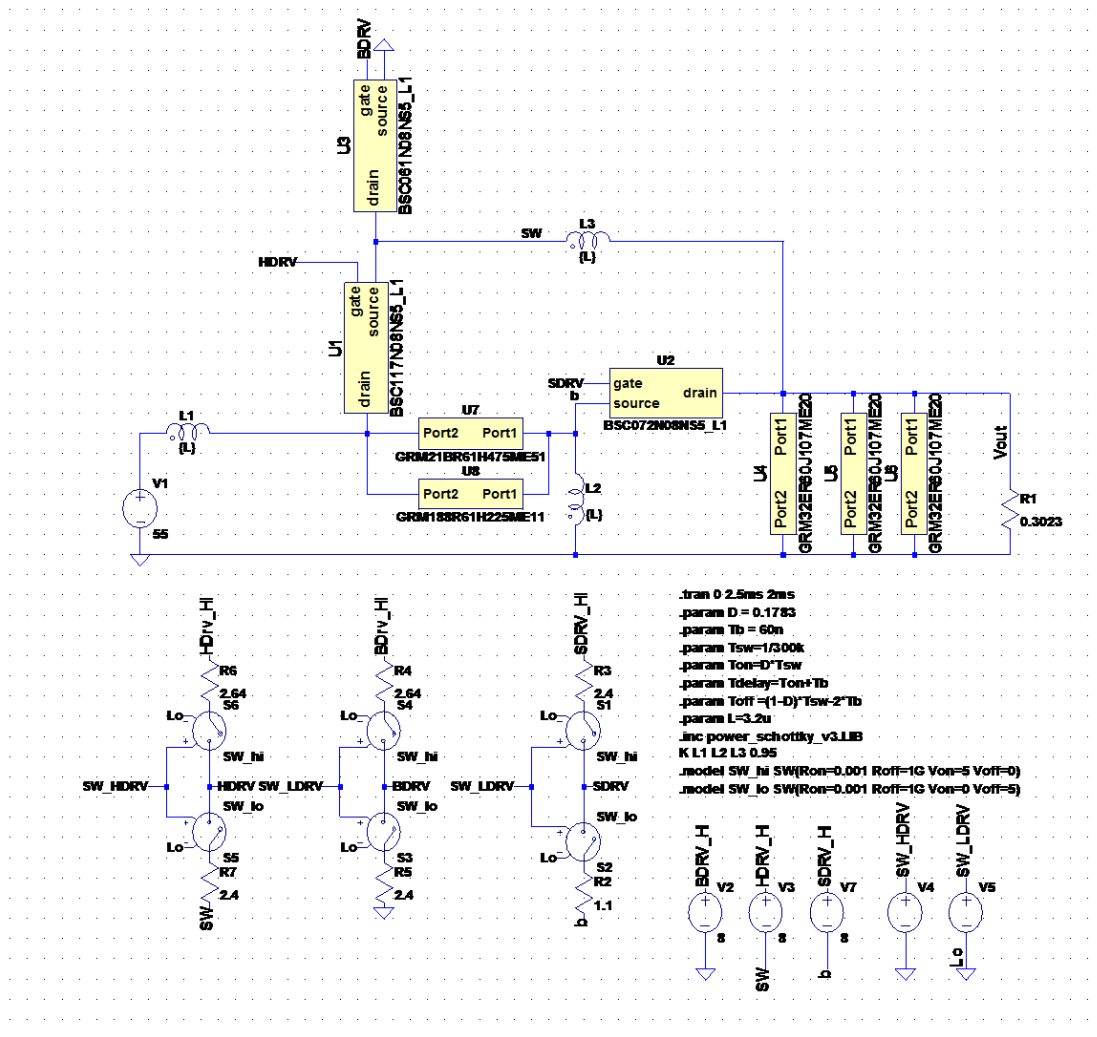 BDRV
gate
source
drain
U3
BSC061N08NS5_L1
SW
L3
{L}
HDRV
gate
source
drain
U1
BSC117N08NS5_L1
U2
SDRV
gate
source
drain
b
BSC072N08NS5_L1
L1
{L}
U7
Port2 Port1
GRM21BR61H475ME51
U8
Port2 Port1
GRM188R61H225ME11
L2
{L}
V1
55
Port1
Port2
U4
GRM32ER60J107ME20
Port1
Port2
U5
GRM32ER60J107ME20
Port1
Port2
U6
GRM32ER60J107ME20
Vout
R1
0.3023
HDrv_HI
R6
2.64
S6
Lo
SW_hi
SW_HDRV
HDRV
SW_lo
Lo
S5
R7
2.4
SW
BDrv_HI
R4
2.64
S4
Lo
SW_hi
SW_LDRV
BDRV
SW_lo
Lo
S3
R5
2.4
SDRV_HI
R3
2.4
S1
Lo
SW_hi
SW_LDRV
SDRV
SW_lo
Lo
S2
R2
1.1
b
.tran 0 2.5ms 2ms
.param D = 0.1783
.param Tb = 60n
.param Tsw=1/300k
.param Ton=D*Tsw
.param Tdelay=Ton+Tb
.param Toff =(1-D)*Tsw-2*Tb
.param L=3.2u
.inc power_schottky_v3.LIB
K L1 L2 L3 0.95
.model SW_hi SW(Ron=0.001 Roff=1G Von=5 Voff=0)
.model SW_lo SW(Ron=0.001 Roff=1G Von=0 Voff=5)
BDRV_HI
V2
8
HDRV_HI
V3
8
SW
SDRV_HI
V7
8
b
SW_HDRV
V4
SW_LDRV
V5
Lo